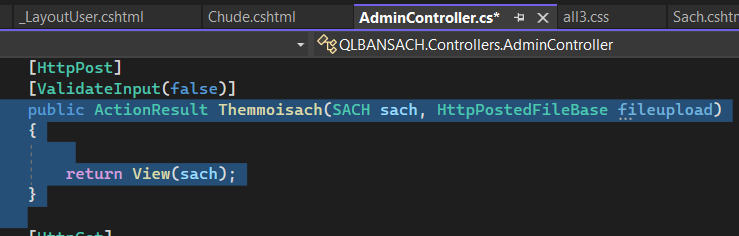 _LayoutUser.cshtml Chude.cshtml AdminController.cs* all3.css Sach.cshtm
QLBANSACH.Controllers.AdminController
[HttpPost]
[ValidateInput(false)]
public ActionResult Themmoisach(SACH sach, HttpPostedFileBase fileupload)
{
return View(sach);
}
[HttpGet]